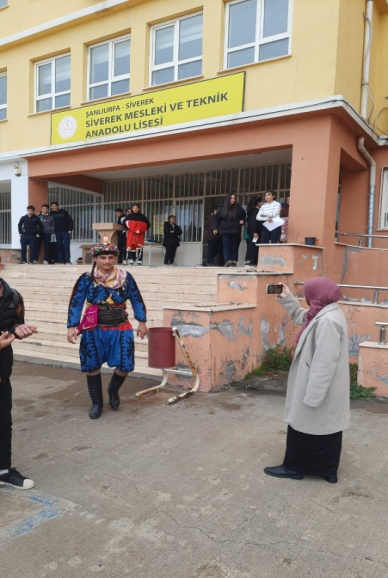 ŞANLIURFA - SİVEREK
SİVEREK MESLEKİ VE TEKNİK
ANADOLU LİSESİ